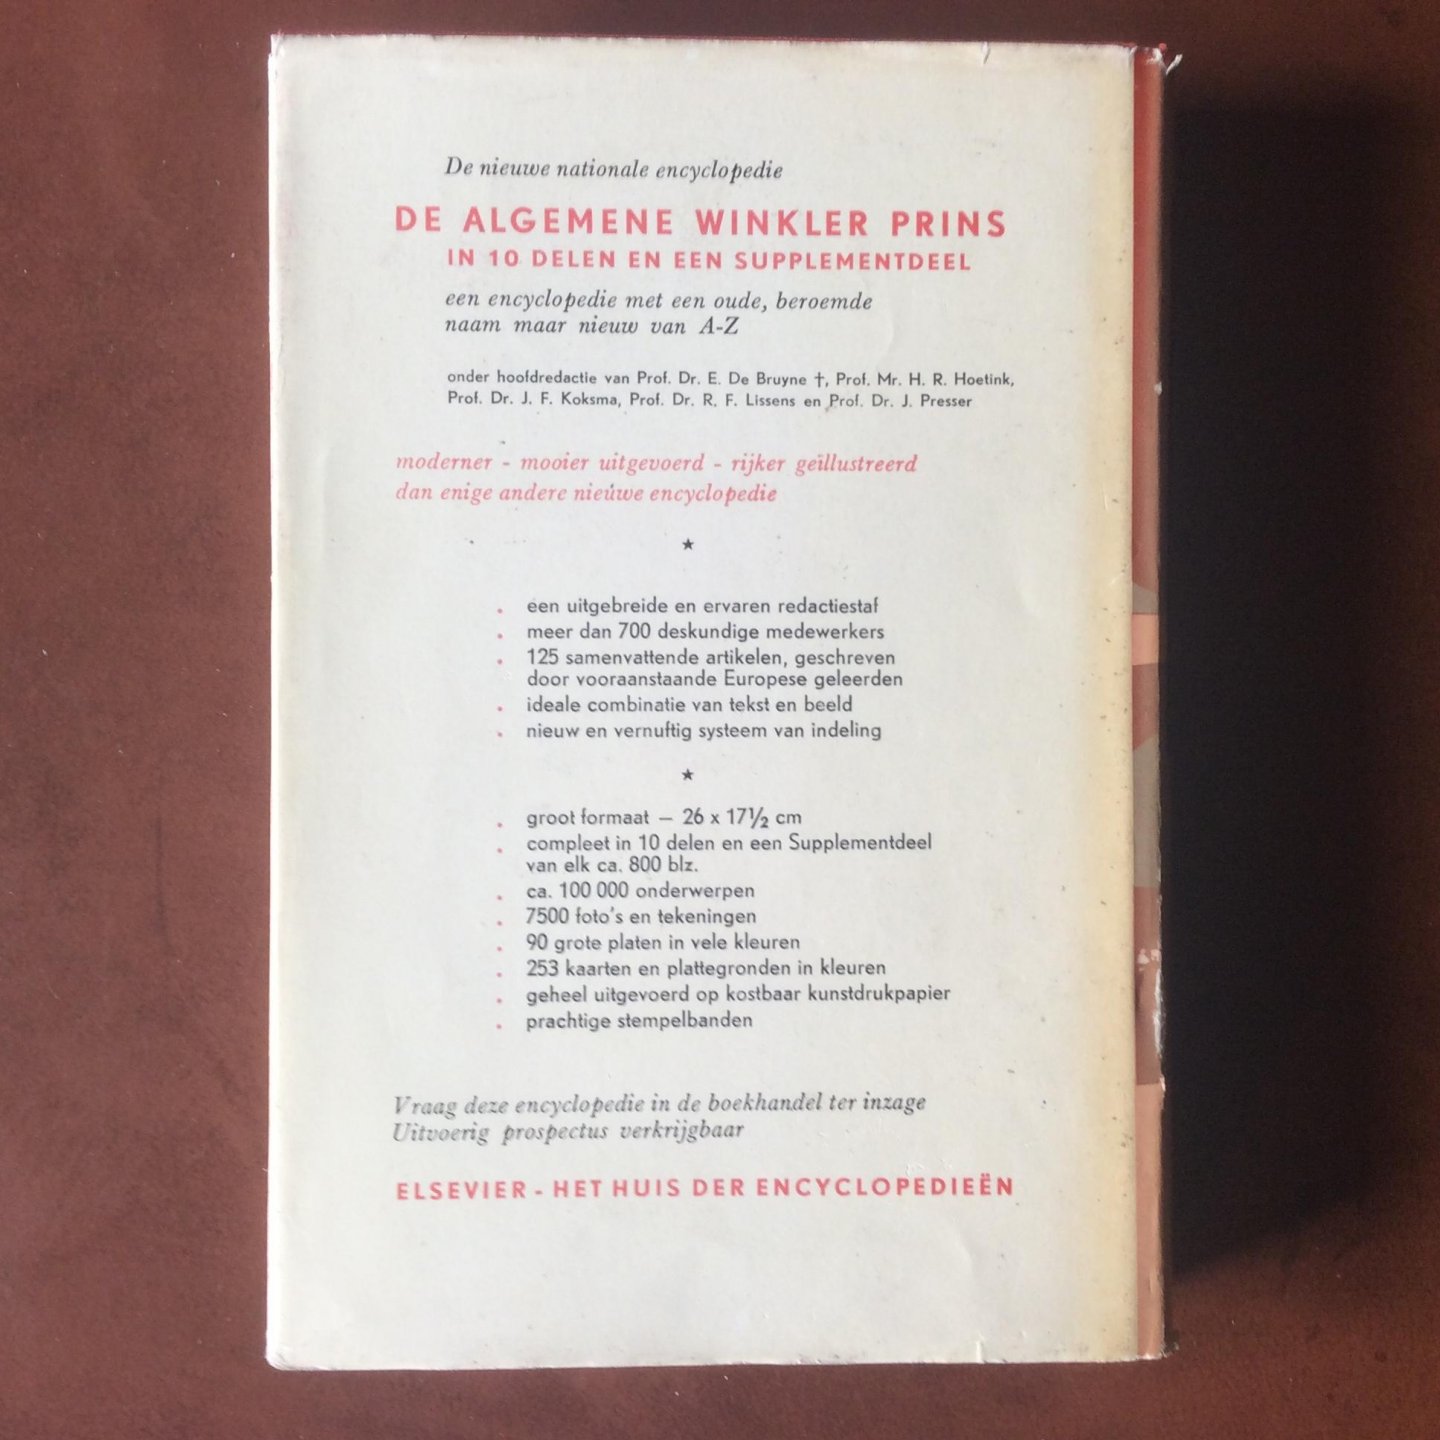 De nieuwe nationale encyclopedie
DE ALGEMENE WINKLER PRINS
IN 10 DELEN EN EEN SUPPLEMENTDEEL
een encyclopedie met een oude, beroemde
naam maar nieuw van A-Z
onder hoofdredactie van Prof. Dr. E. De Bruyne †, Prof. Mr. H. R. Hoetink,
Prof. Dr. J. F. Koksma, Prof. Dr. R. F. Lissens en Prof. Dr. J. Presser
moderner - mooier uitgevoerd - rijker geïllustreerd
dan enige andere nieuwe encyclopedie
★
. een uitgebreide en ervaren redactiestaf
. meer dan 700 deskundige medewerkers
. 125 samenvattende artikelen, geschreven
door vooraanstaande Europese geleerden
. ideale combinatie van tekst en beeld
. nieuw en vernuftig systeem van indeling
★
. groot formaat — 26 x 17½ cm
. compleet in 10 delen en een Supplementdeel
van elk ca. 800 blz.
. ca. 100 000 onderwerpen
. 7500 foto's en tekeningen
. 90 grote platen in vele kleuren
. 253 kaarten en plattegronden in kleuren
. geheel uitgevoerd op kostbaar kunstdrukpapier
. prachtige stempelbanden
Vraag deze encyclopedie in de boekhandel ter inzage
Uitvoerig prospectus verkrijgbaar
ELSEVIER - HET HUIS DER ENCYCLOPEDIEËN